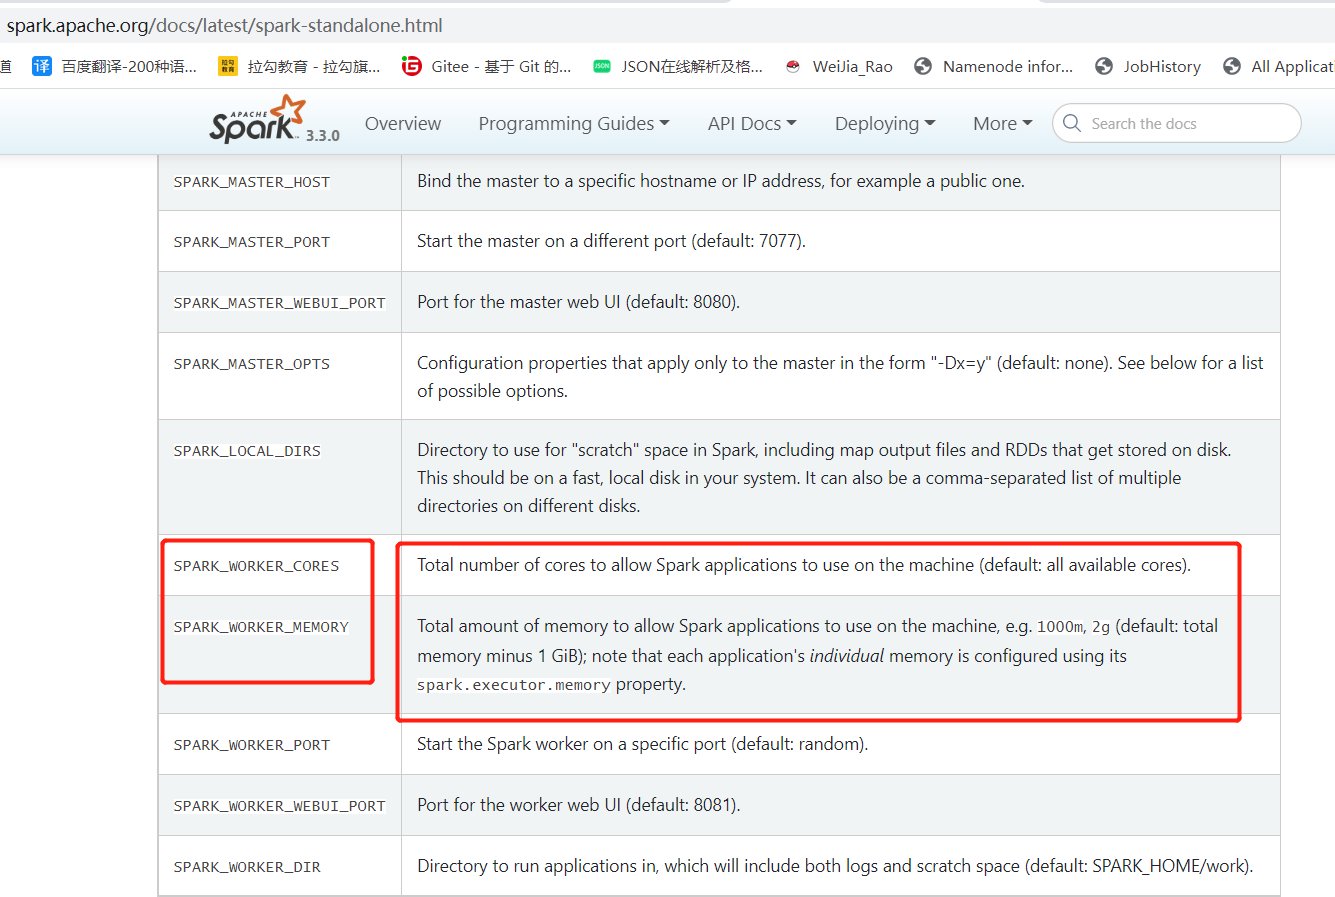 spark.apache.org/docs/latest/spark-standalone.html
道 译 百度翻译-200种语... 拉勾教育 拉勾教育 - 拉勾旗... G Gitee - 基于 Git 的... JSON JSON在线解析及格... WeiJia_Rao Namenode infor... JobHistory All Applicati
APACHE Spark 3.3.0 Overview Programming Guides API Docs Deploying More Search the docs
SPARK_MASTER_HOST Bind the master to a specific hostname or IP address, for example a public one.
SPARK_MASTER_PORT Start the master on a different port (default: 7077).
SPARK_MASTER_WEBUI_PORT Port for the master web UI (default: 8080).
SPARK_MASTER_OPTS Configuration properties that apply only to the master in the form "-Dx=y" (default: none). See below for a list
of possible options.
SPARK_LOCAL_DIRS Directory to use for "scratch" space in Spark, including map output files and RDDs that get stored on disk.
This should be on a fast, local disk in your system. It can also be a comma-separated list of multiple
directories on different disks.
SPARK_WORKER_CORES Total number of cores to allow Spark applications to use on the machine (default: all available cores).
SPARK_WORKER_MEMORY Total amount of memory to allow Spark applications to use on the machine, e.g. 1000m, 2g (default: total
memory minus 1 GiB); note that each application's individual memory is configured using its
spark.executor.memory property.
SPARK_WORKER_PORT Start the Spark worker on a specific port (default: random).
SPARK_WORKER_WEBUI_PORT Port for the worker web UI (default: 8081).
SPARK_WORKER_DIR Directory to run applications in, which will include both logs and scratch space (default: SPARK_HOME/work).